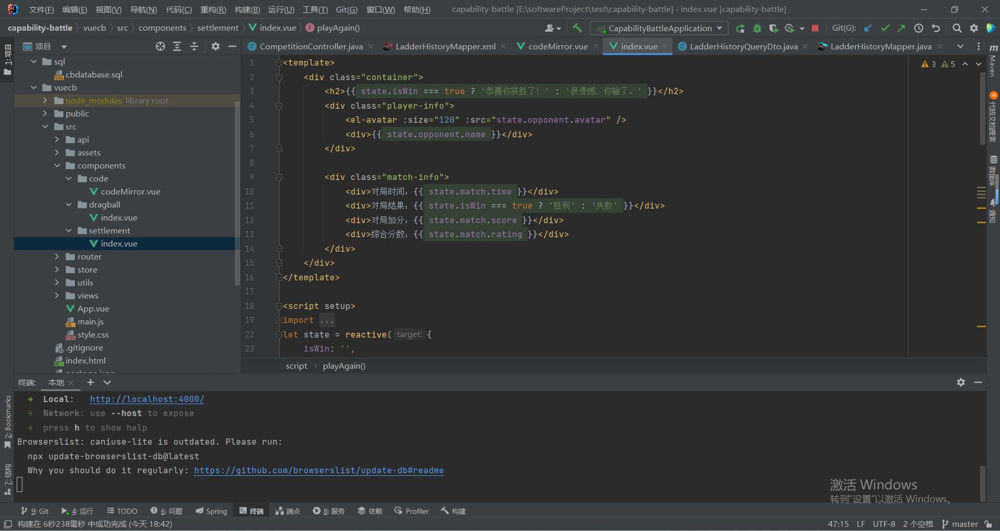 文件(F) 编辑(E) 视图(V) 导航(N) 代码(C) 重构(R) 构建(B) 运行(U) 工具(T) Git(G) 窗口(W) 帮助(H) capability-battle [E:\softwareProject\test\capability-battle] - index.vue [capability-battle]
capability-battle vuecb src components settlement index.vue playAgain() CapabilityBattleApplication Git(G):
项目 CompetitionController.java LadderHistoryMapper.xml codeMirror.vue index.vue LadderHistoryQueryDto.java LadderHistoryMapper.java
1: 项目
2: Bookmarks
7: 结构
Maven
代码文档搜索
数据库
通知
sql
cbdatabase.sql
vuecb
node_modules library root
public
src
api
assets
components
code
codeMirror.vue
dragball
index.vue
settlement
index.vue
router
store
utils
views
App.vue
main.js
style.css
.gitignore
index.html
3 5
1 <template>
2 <div class="container">
3 <h2>{{ state.isWin === true ? '恭喜你获胜了！' : '很遗憾，你输了。' }}</h2>
4 <div class="player-info">
5 <el-avatar :size="120" :src="state.opponent.avatar" />
6 <div>{{ state.opponent.name }}</div>
7 </div>
8
9 <div class="match-info">
10 <div>对局时间：{{ state.match.time }}</div>
11 <div>对局结果：{{ state.isWin === true ? '胜利' : '失败' }}</div>
12 <div>对局加分：{{ state.match.score }}</div>
13 <div>综合分数：{{ state.match.rating }}</div>
14 </div>
15 </div>
16 </template>
17
18 <script setup>
19 import ...
22 let state = reactive( target: {
23 isWin: '',
script playAgain()
终端: 本地
➜ Local: http://localhost:4000/
➜ Network: use --host to expose
➜ press h to show help
Browserslist: caniuse-lite is outdated. Please run:
npx update-browserslist-db@latest
Why you should do it regularly: https://github.com/browserslist/update-db#readme
激活 Windows
转到“设置”以激活 Windows。
9: Git 4: 运行 TODO 6: 问题 Spring 终端 端点 8: 服务 依赖 Profiler 构建
构建在 6秒238毫秒 中成功完成 (今天 18:42) 47:15 LF UTF-8 2 个空格 master